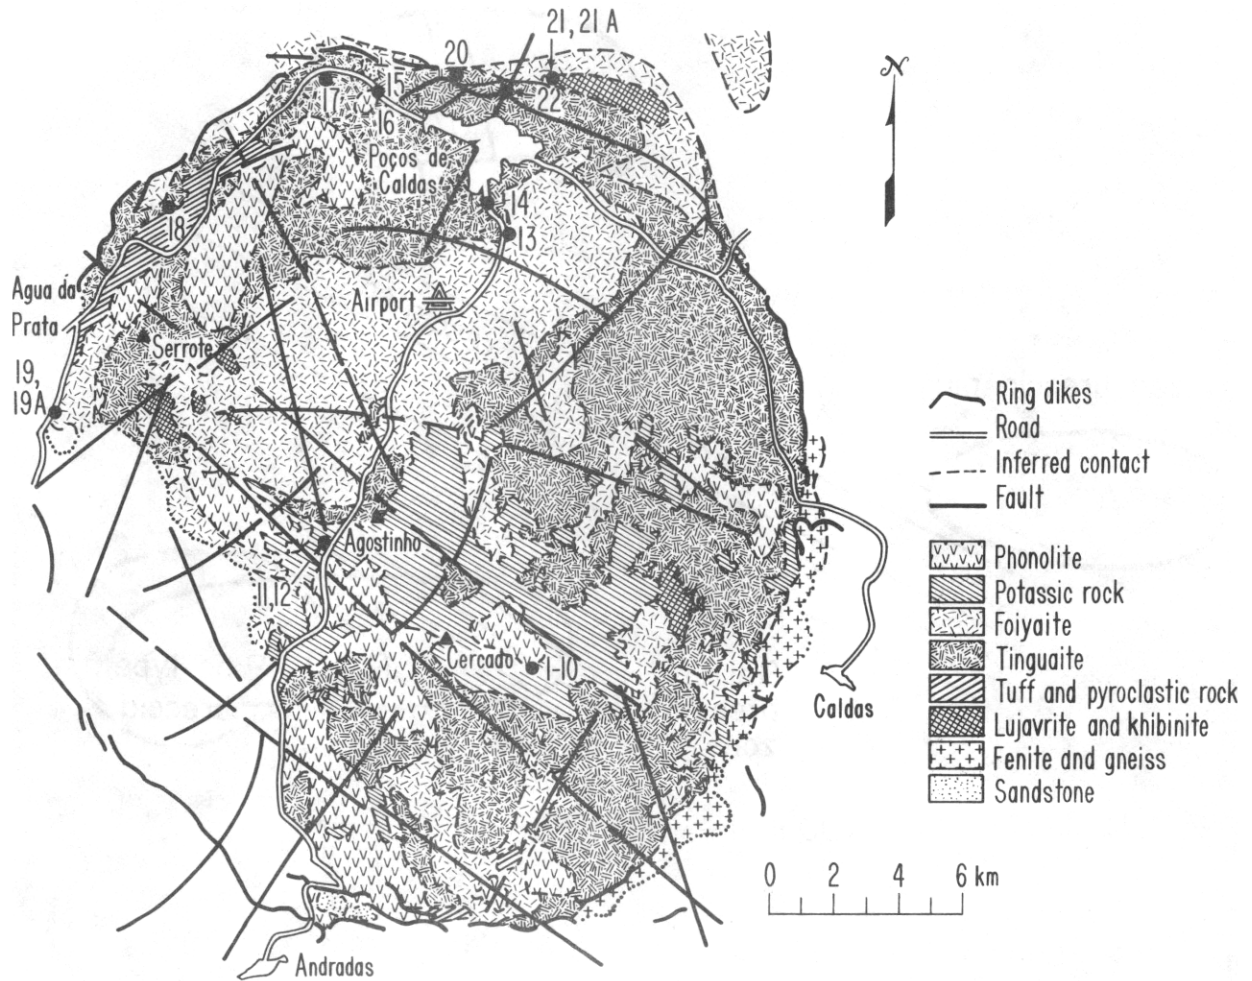 21, 21 A
20
N
15
17
22
16
Poços de
Caldas
14
18
13
Agua da
Prata
Airport
Serrote
19,
19A
Agostinho
11,12
Cercado
1-10
Caldas
Andradas
Ring dikes
Road
Inferred contact
Fault
Phonolite
Potassic rock
Foiyaite
Tinguaite
Tuff and pyroclastic rock
Lujavrite and khibinite
Fenite and gneiss
Sandstone
0 2 4 6 km